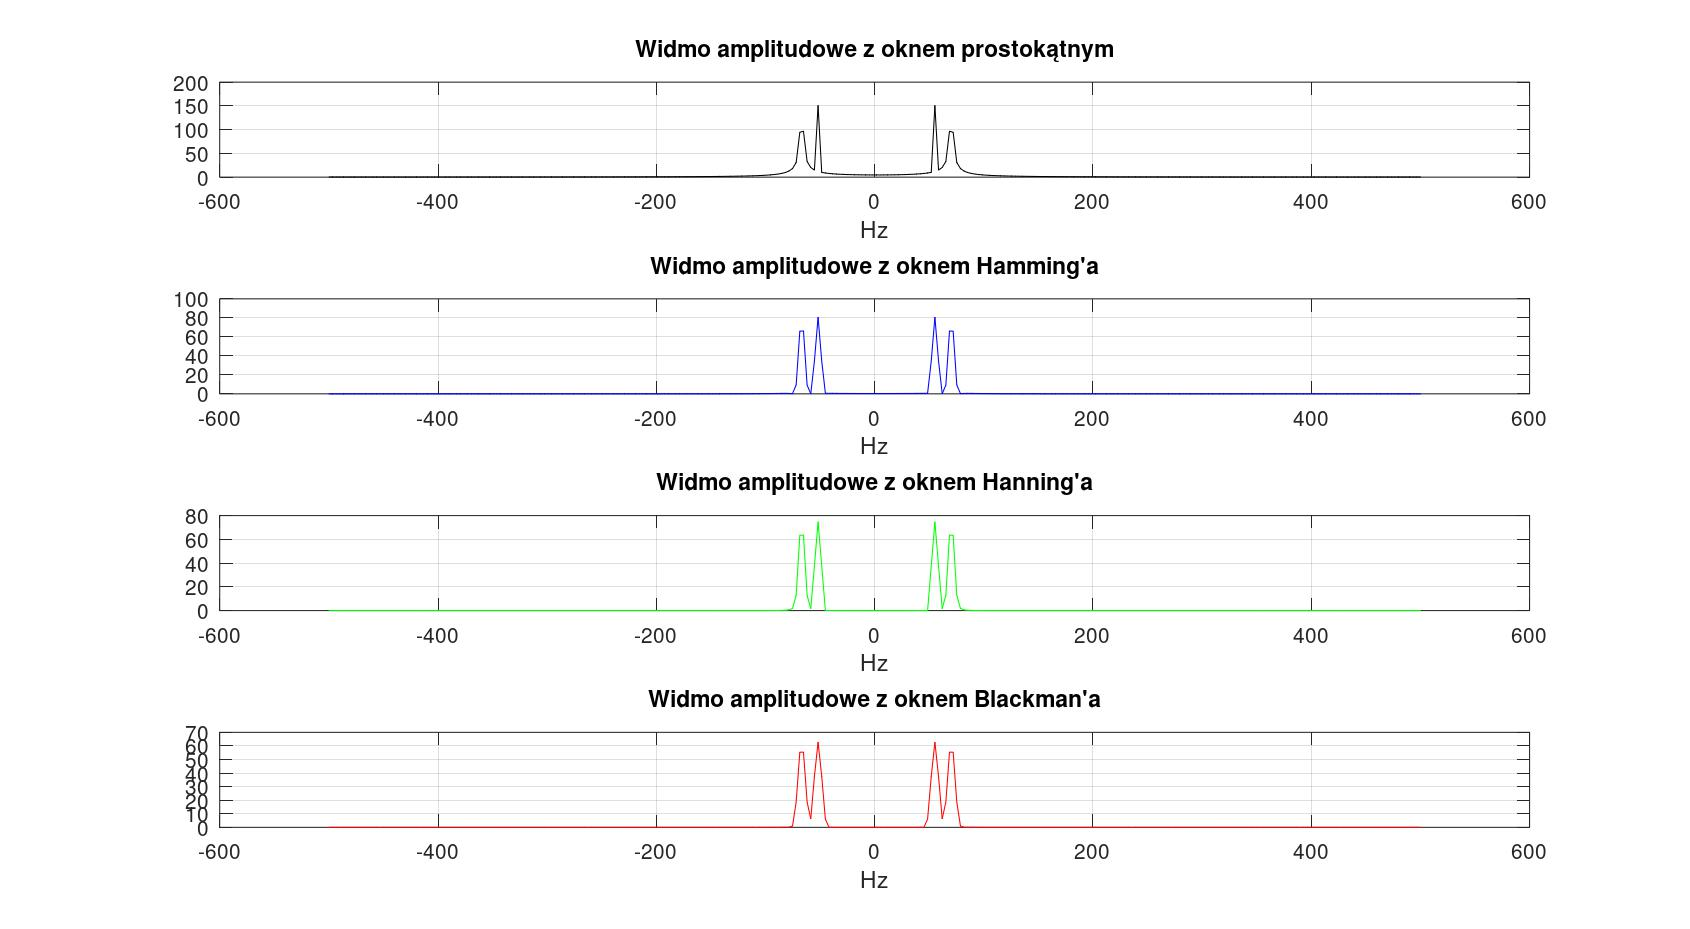 Widmo amplitudowe z oknem prostokątnym
200
150
100
50
0
-600 -400 -200 0 200 400 600
Hz
Widmo amplitudowe z oknem Hamming'a
100
80
60
40
20
0
-600 -400 -200 0 200 400 600
Hz
Widmo amplitudowe z oknem Hanning'a
80
60
40
20
0
-600 -400 -200 0 200 400 600
Hz
Widmo amplitudowe z oknem Blackman'a
70
60
50
40
30
20
10
0
-600 -400 -200 0 200 400 600
Hz